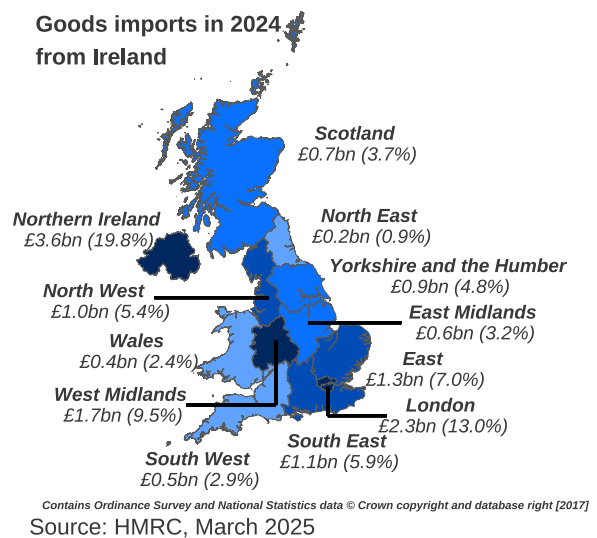 Goods imports in 2024
from Ireland
Scotland
£0.7bn (3.7%)
Northern Ireland
£3.6bn (19.8%)
North East
£0.2bn (0.9%)
Yorkshire and the Humber
£0.9bn (4.8%)
North West
£1.0bn (5.4%)
East Midlands
£0.6bn (3.2%)
Wales
£0.4bn (2.4%)
East
£1.3bn (7.0%)
West Midlands
£1.7bn (9.5%)
London
£2.3bn (13.0%)
South East
£1.1bn (5.9%)
South West
£0.5bn (2.9%)
Contains Ordinance Survey and National Statistics data © Crown copyright and database right [2017]
Source: HMRC, March 2025